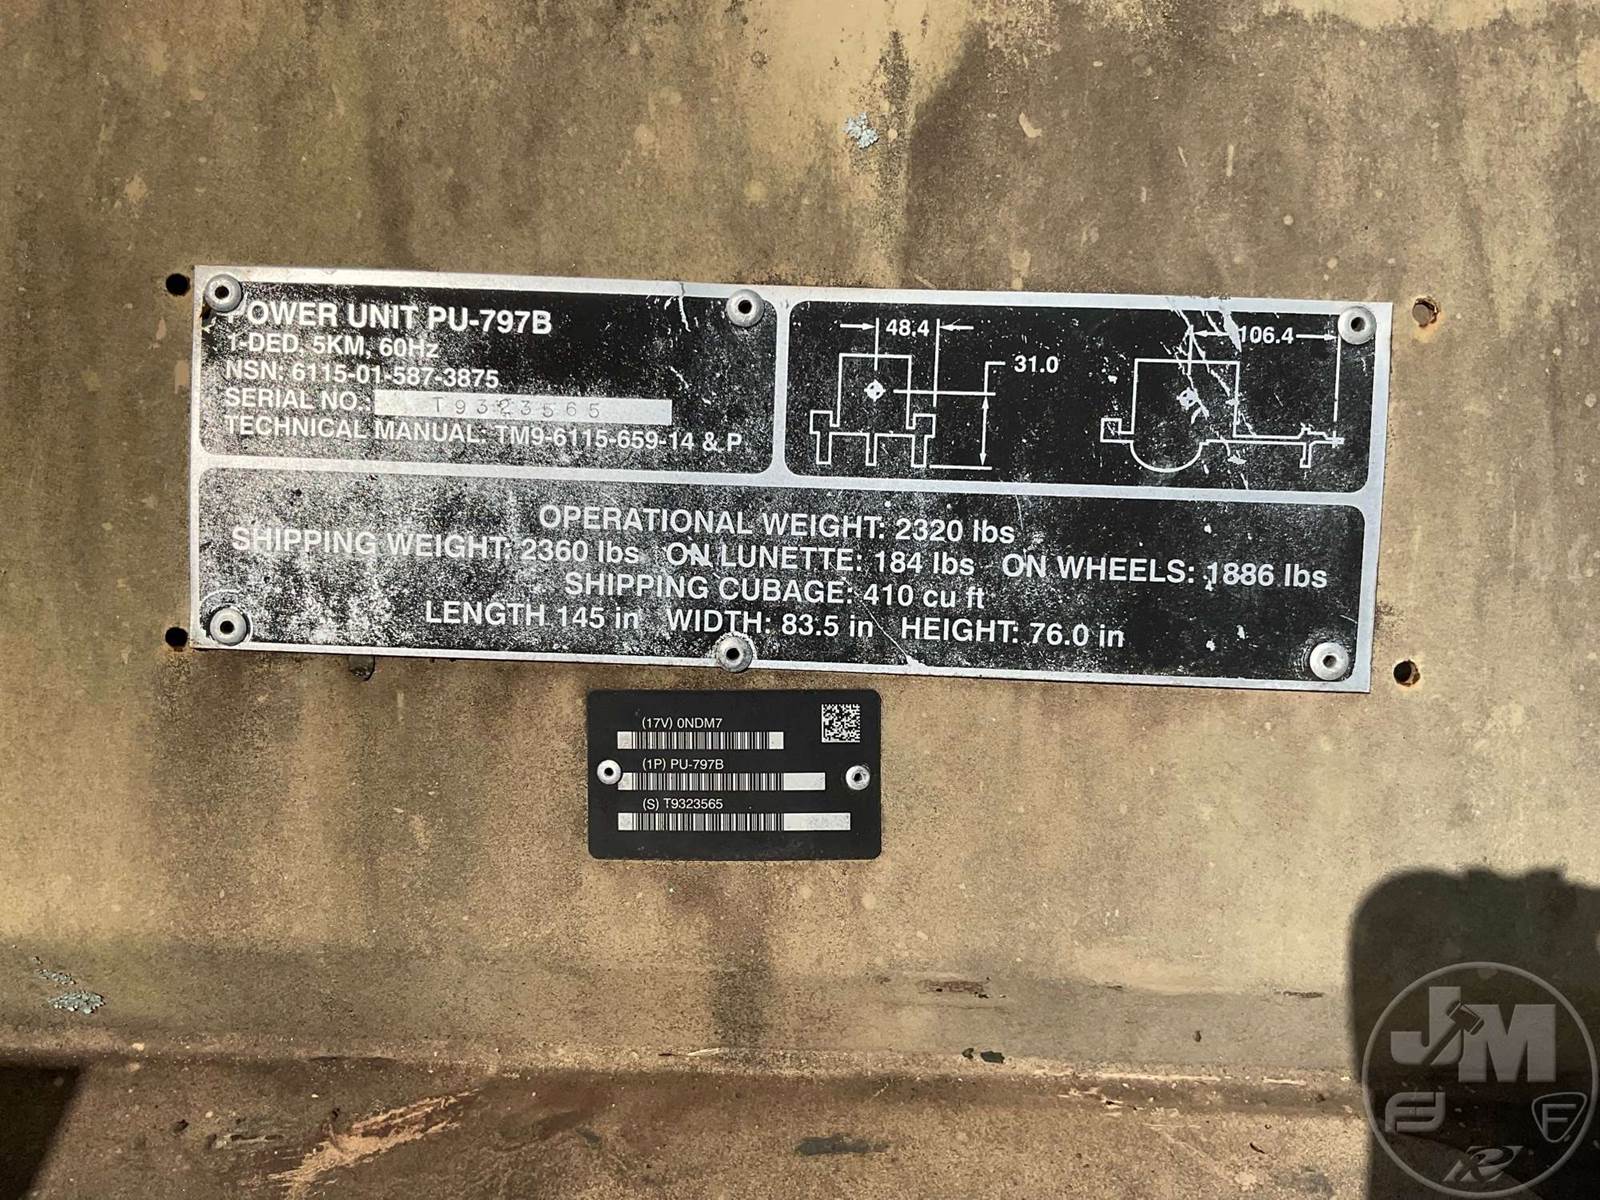 POWER UNIT PU-797B
1-DED, 5KM, 60Hz
NSN: 6115-01-587-3875
SERIAL NO.: T9323565
TECHNICAL MANUAL: TM9-6115-659-14 & P
48.4
31.0
106.4
OPERATIONAL WEIGHT: 2320 lbs
SHIPPING WEIGHT: 2360 lbs ON LUNETTE: 184 lbs ON WHEELS: 1886 lbs
SHIPPING CUBAGE: 410 cu ft
LENGTH 145 in WIDTH: 83.5 in HEIGHT: 76.0 in
(17V) 0NDM7
(1P) PU-797B
(S) T9323565
JM